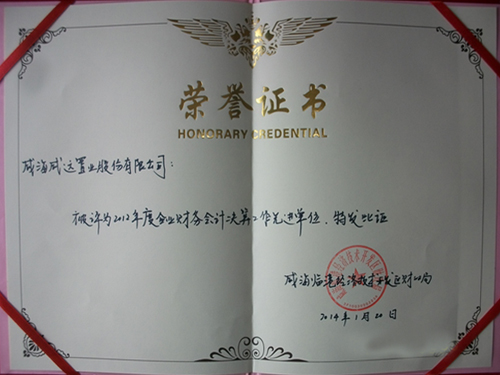 荣誉证书
HONORARY CREDENTIAL
威海威达置业股份有限公司：
被评为2012年度企业财务会计决算工作先进单位，特发此证
威海临港经济技术开发区财政局
2014年1月20日